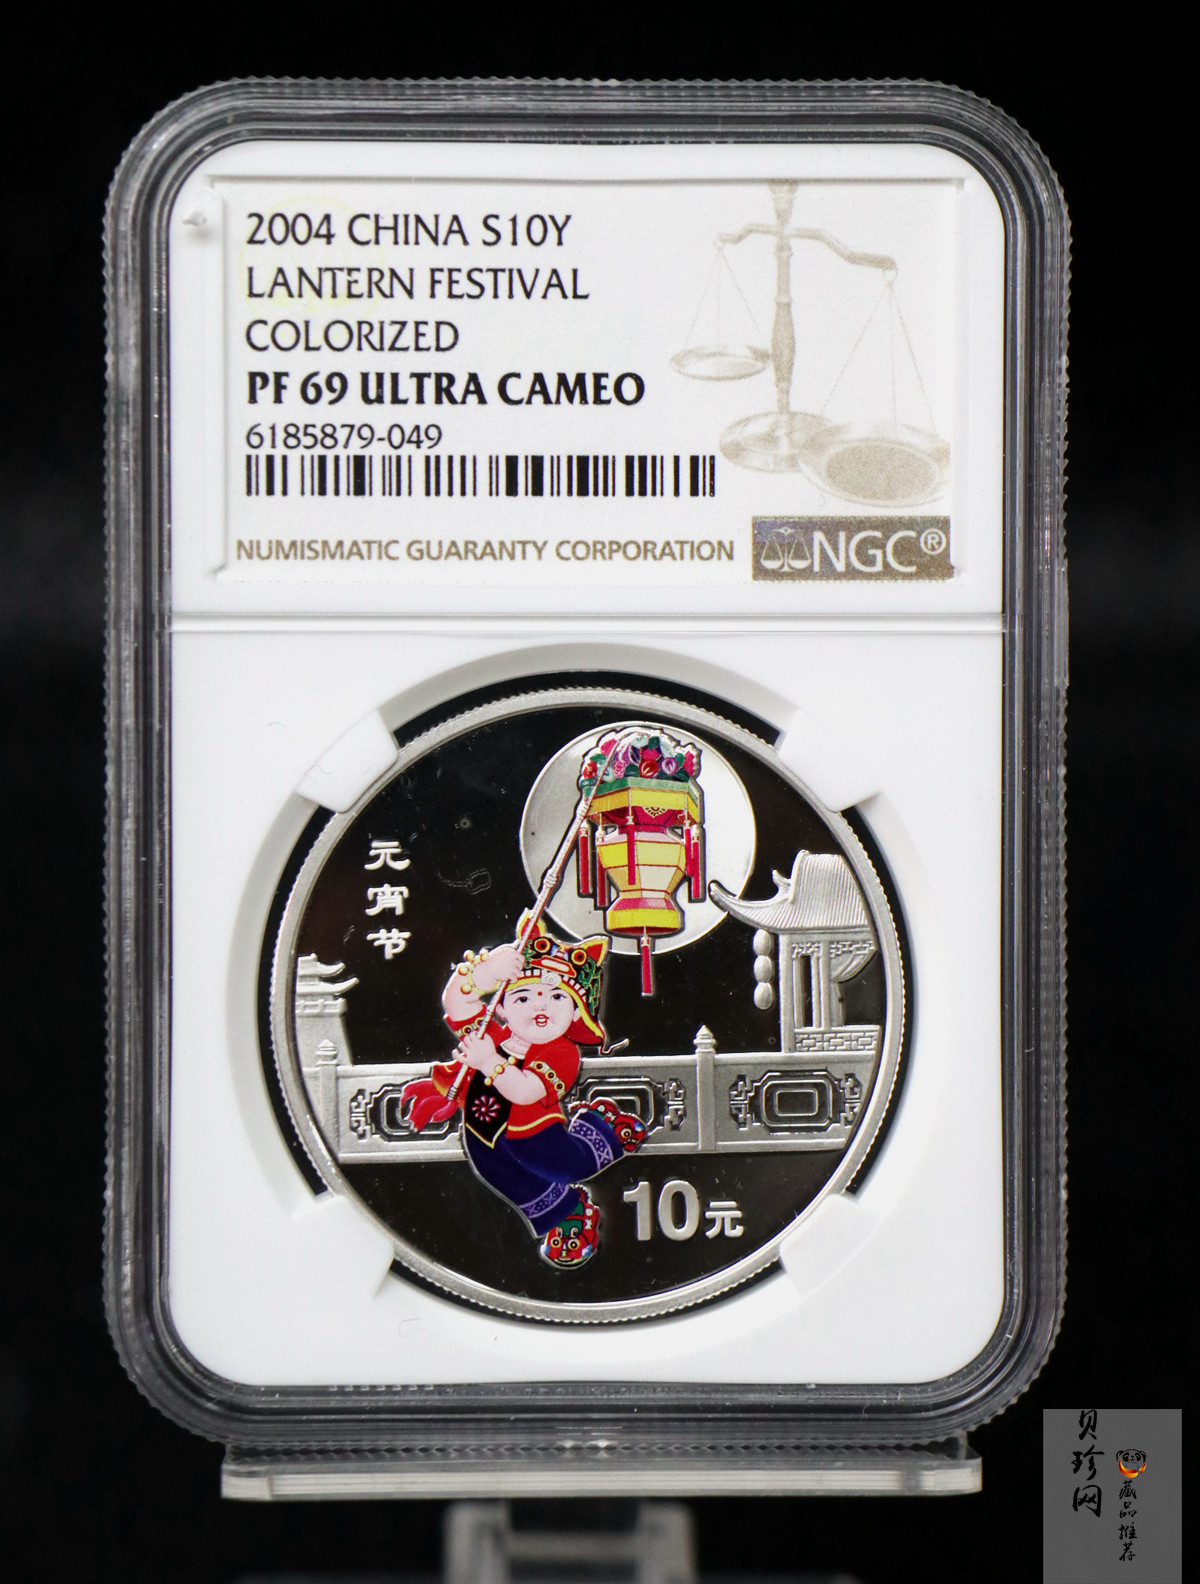 2004 CHINA S10Y
LANTERN FESTIVAL
COLORIZED
PF 69 ULTRA CAMEO
6185879-049
NUMISMATIC GUARANTY CORPORATION
NGC®
元宵节
10元
贝珍网
藏品推荐